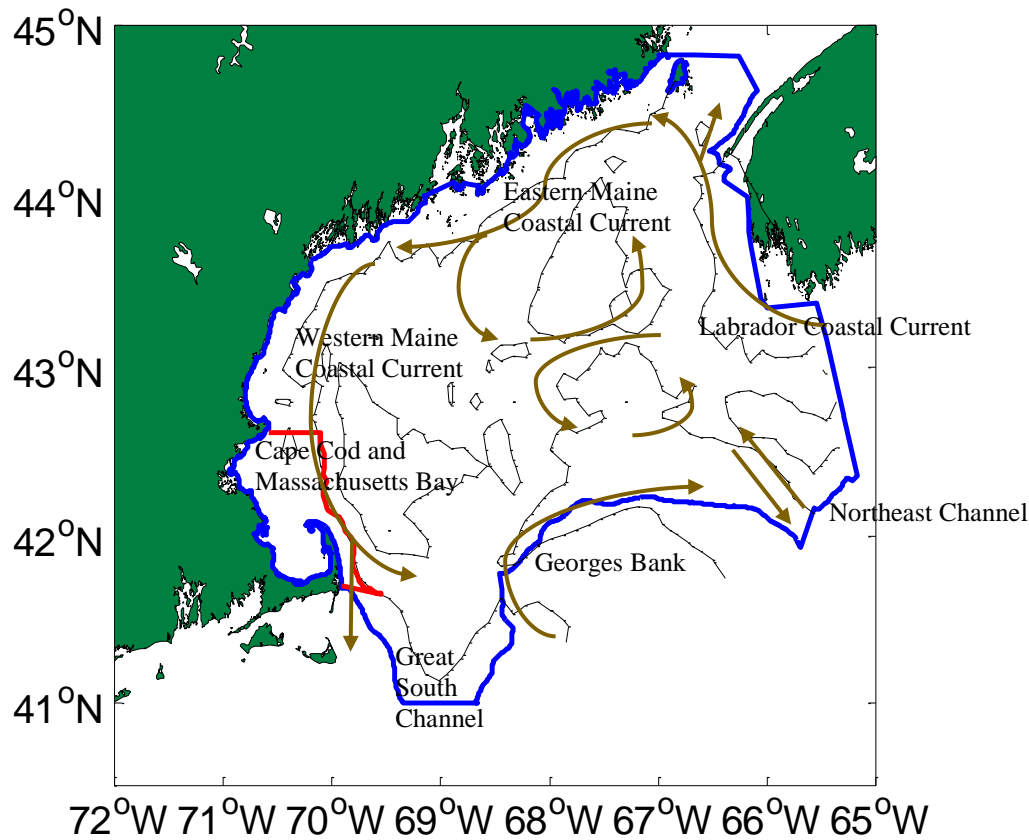 45°N
44°N
43°N
42°N
41°N
Eastern Maine
Coastal Current
Labrador Coastal Current
Western Maine
Coastal Current
Cape Cod and
Massachusetts Bay
Northeast Channel
Georges Bank
Great
South
Channel
72°W 71°W 70°W 69°W 68°W 67°W 66°W 65°W